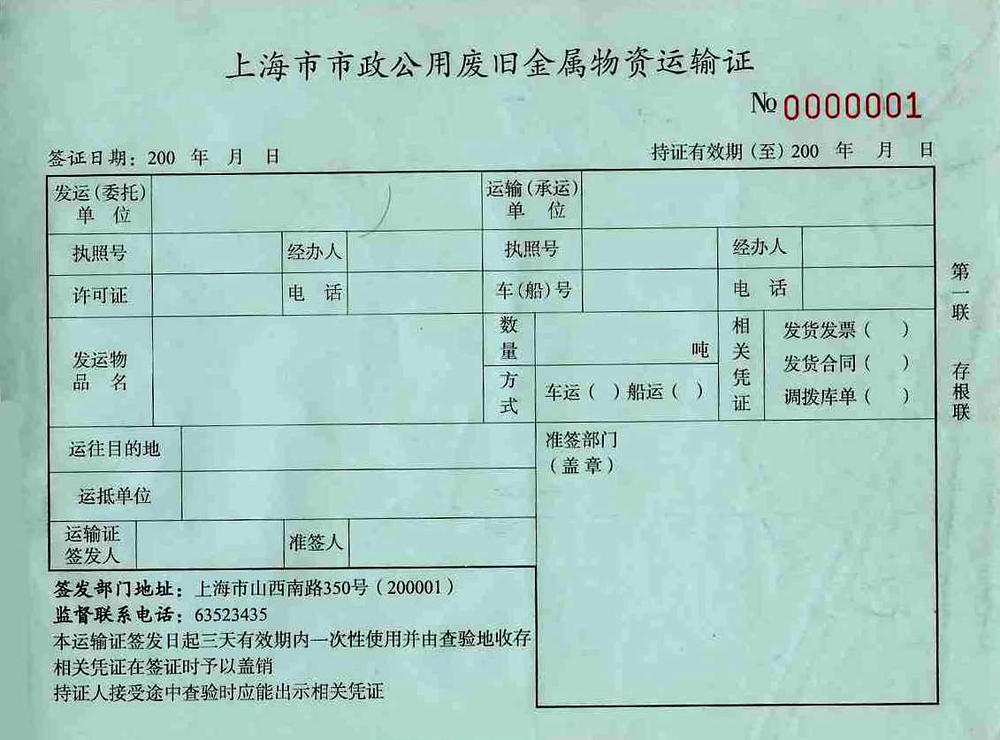 上海市市政公用废旧金属物资运输证
№ 0000001
签证日期：200 年 月 日
持证有效期（至）200 年 月 日
发运（委托）
单 位
运输（承运）
单 位
执照号
经办人
执照号
经办人
许可证
电 话
车（船）号
电 话
发运物
品 名
数
量
吨
方
式
车运（ ）船运（ ）
相
关
凭
证
发货发票（ ）
发货合同（ ）
调拨库单（ ）
运往目的地
运抵单位
运输证
签发人
准签人
准签部门
（盖章）
签发部门地址：上海市山西南路350号（200001）
监督联系电话：63523435
本运输证签发日起三天有效期内一次性使用并由查验地收存
相关凭证在签证时予以盖销
持证人接受途中查验时应能出示相关凭证
第一联 存根联